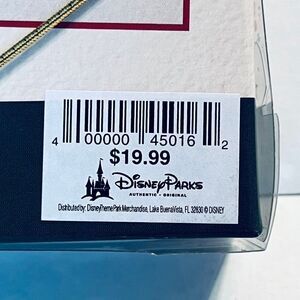 4 00000 45016 2
$19.99
Disney Parks
AUTHENTIC • ORIGINAL
Distributed by: Disney Theme Park Merchandise, Lake Buena Vista, FL 32830 © DISNEY